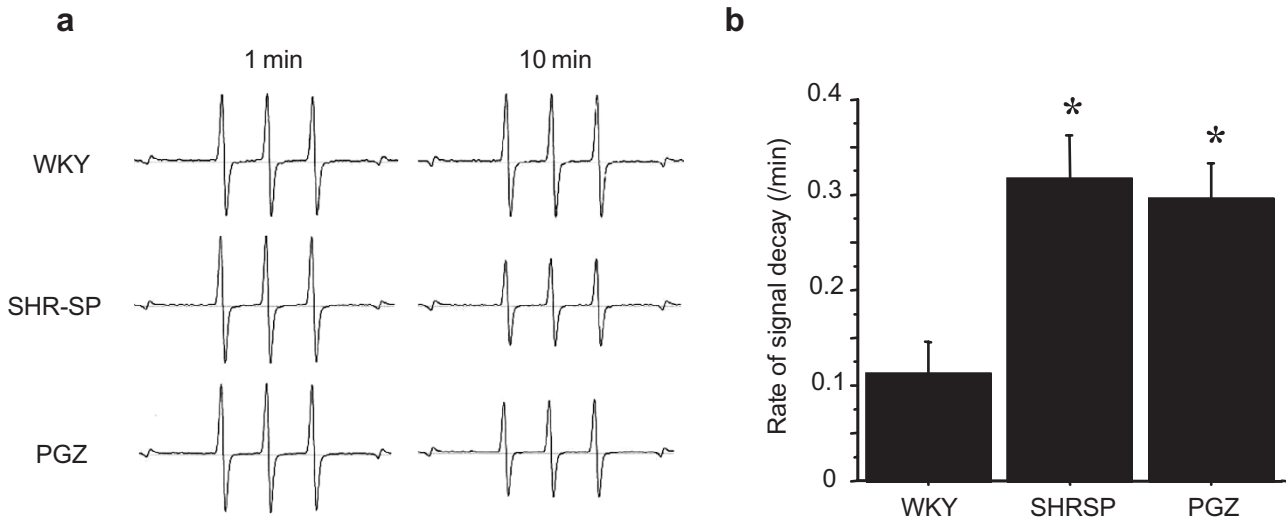 a
1 min 10 min
WKY
SHR-SP
PGZ
b
Rate of signal decay (/min)
0.4
0.3
0.2
0.1
0
*
*
WKY SHRSP PGZ